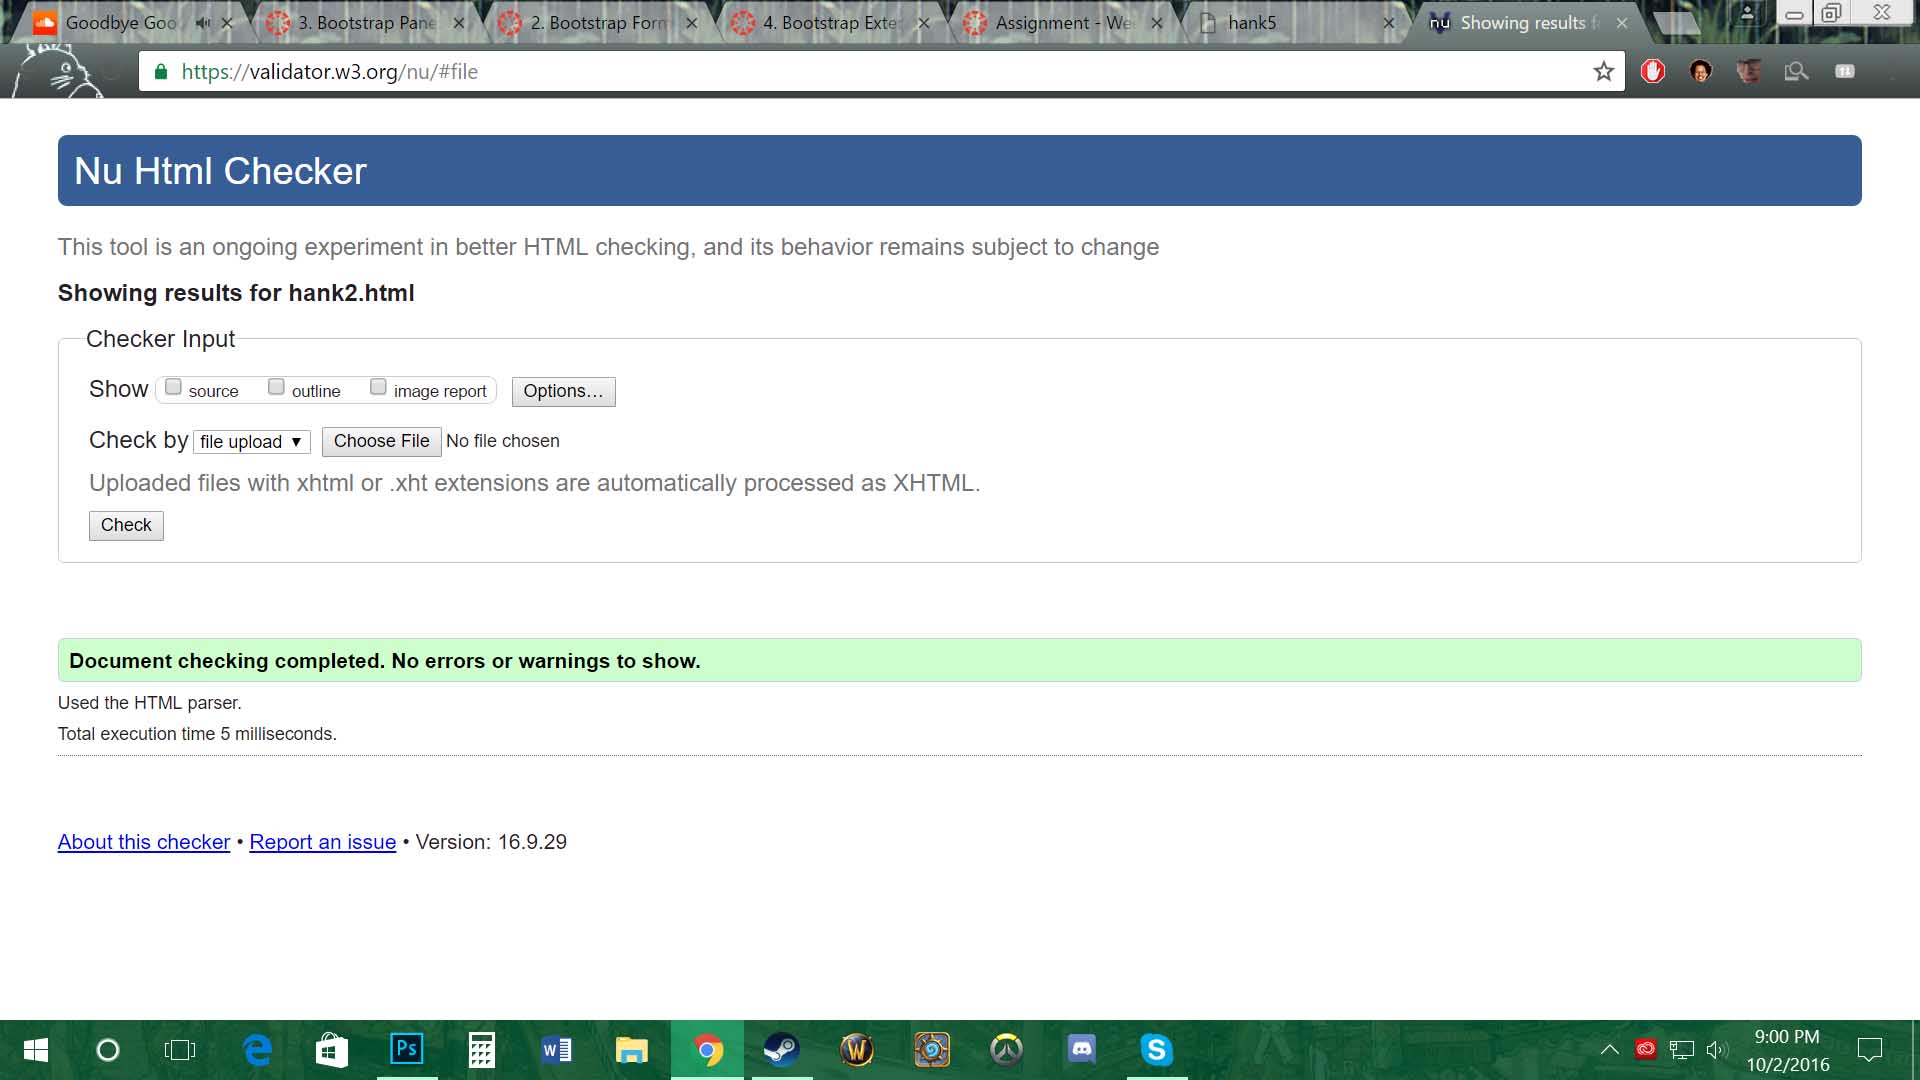 Goodbye Goo
3. Bootstrap Pane
2. Bootstrap Form
4. Bootstrap Exte
Assignment - We
hank5
nu Showing results f
https://validator.w3.org/nu/#file
Nu Html Checker
This tool is an ongoing experiment in better HTML checking, and its behavior remains subject to change
Showing results for hank2.html
Checker Input
Show source outline image report Options...
Check by file upload Choose File No file chosen
Uploaded files with xhtml or .xht extensions are automatically processed as XHTML.
Check
Document checking completed. No errors or warnings to show.
Used the HTML parser.
Total execution time 5 milliseconds.
About this checker • Report an issue • Version: 16.9.29
Ps
W
W
9:00 PM
10/2/2016